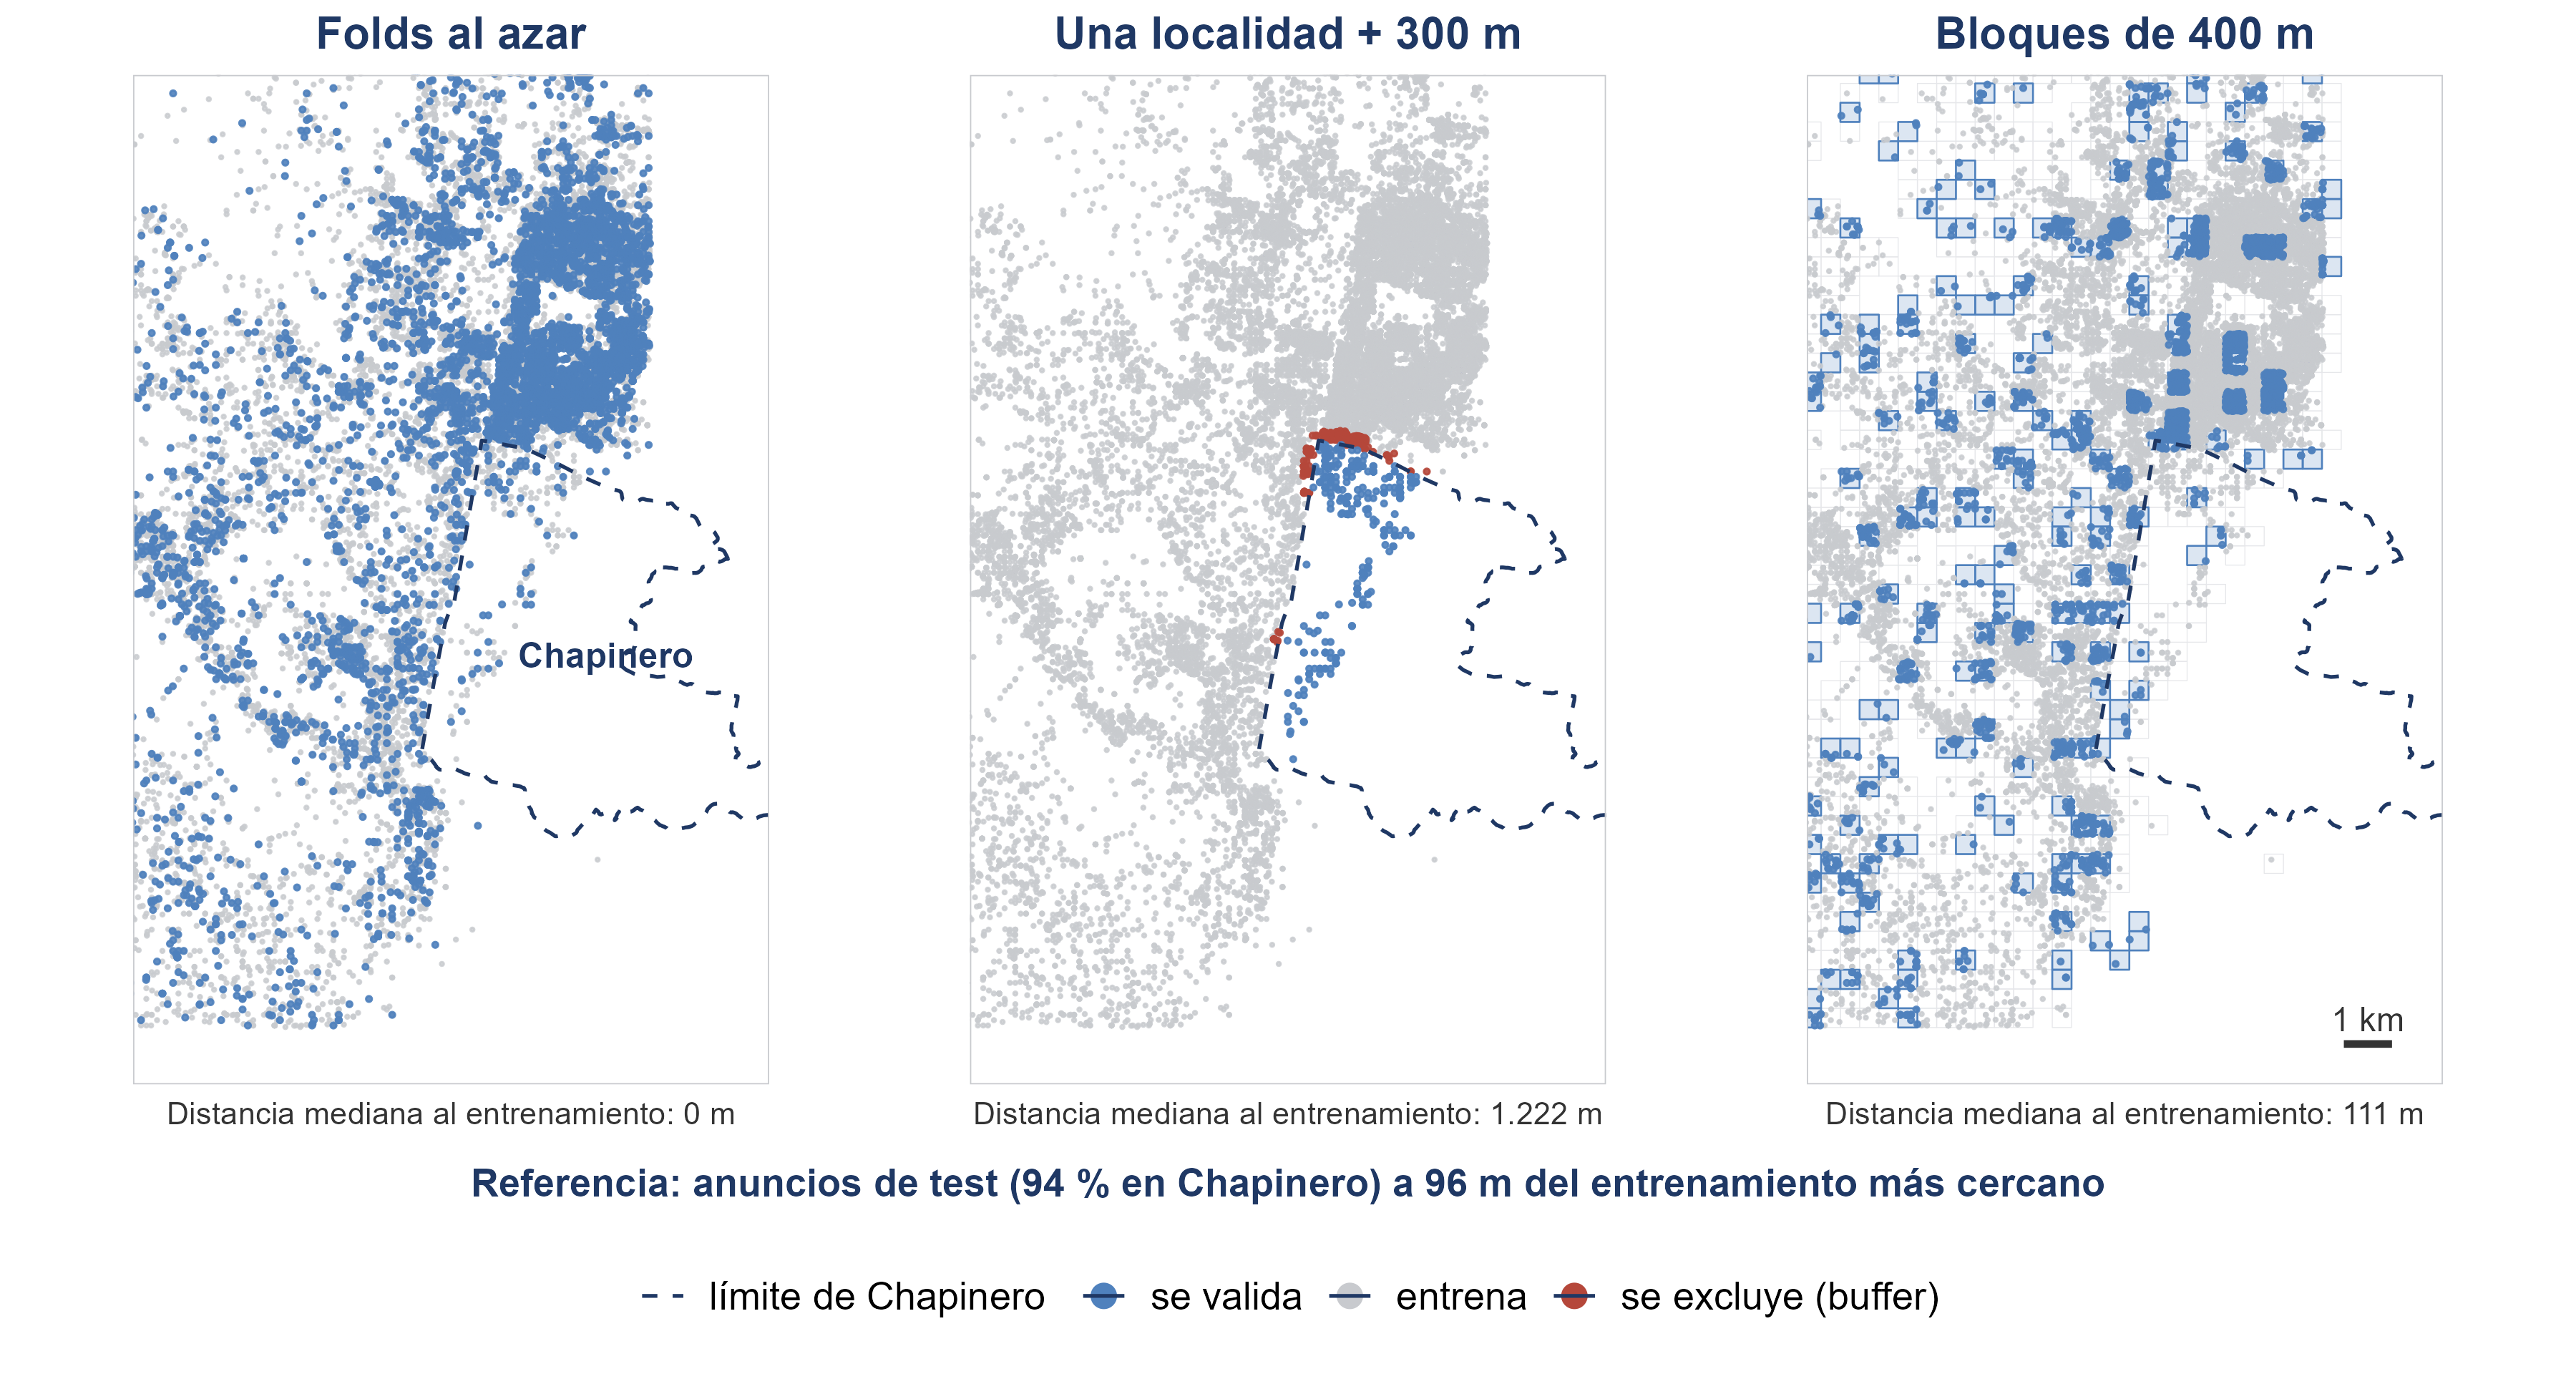 Folds al azar
Una localidad + 300 m
Bloques de 400 m
Chapinero
1 km
Distancia mediana al entrenamiento: 0 m
Distancia mediana al entrenamiento: 1.222 m
Distancia mediana al entrenamiento: 111 m
Referencia: anuncios de test (94 % en Chapinero) a 96 m del entrenamiento más cercano
límite de Chapinero
se valida
entrena
se excluye (buffer)